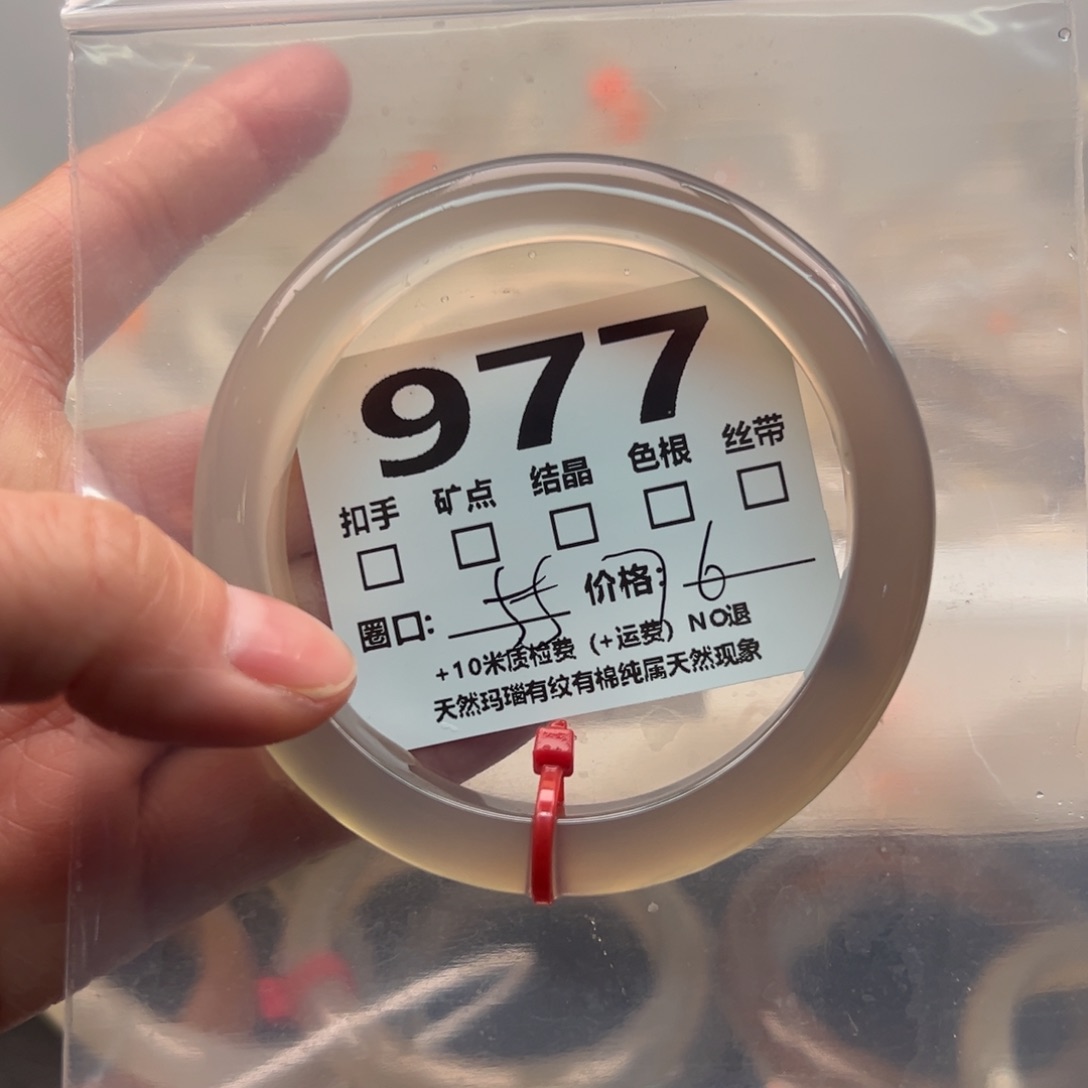 977
扣手 矿点 结晶 色根 丝带
圈口: 价格:
+10米质检费 (+运费) NO退
天然玛瑙有纹有棉纯属天然现象